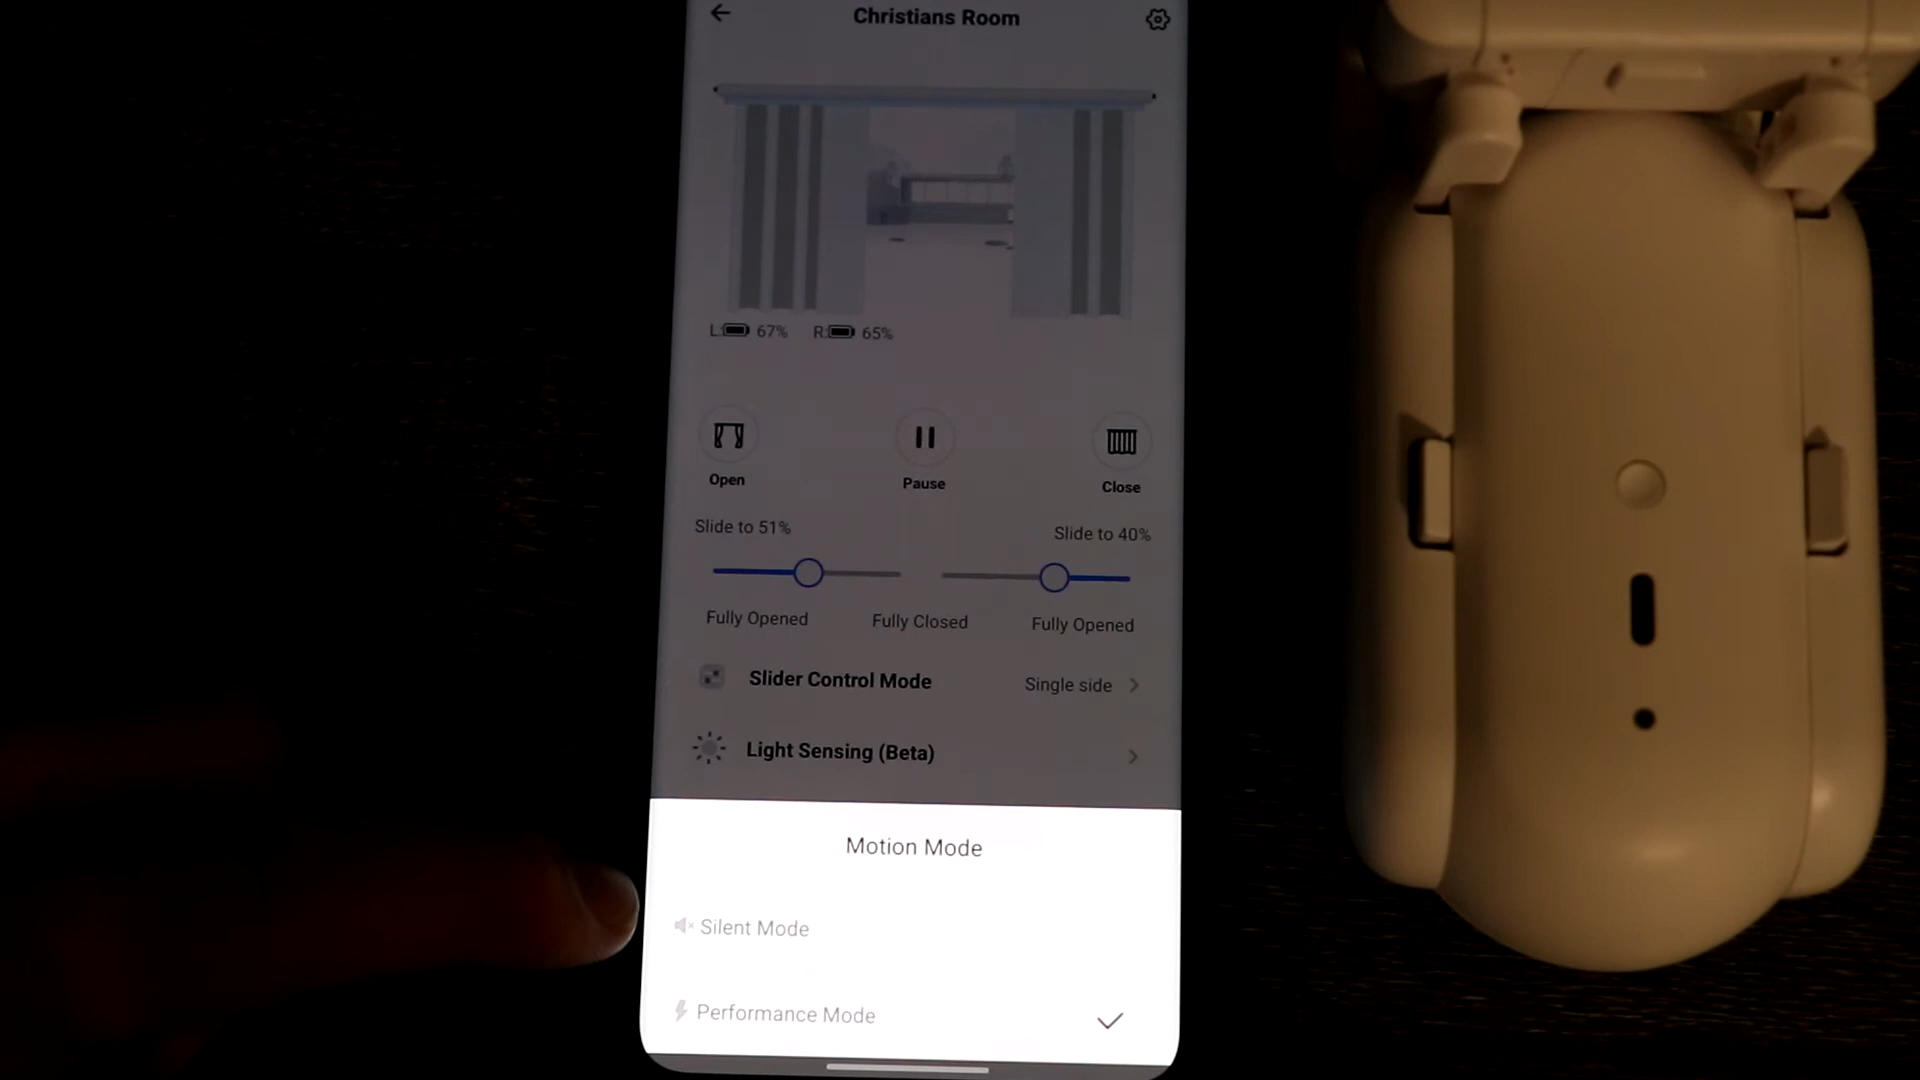 Christians Room
L: 67% R: 65%
Open
Pause
Close
Slide to 51%
Slide to 40%
Fully Opened
Fully Closed
Fully Opened
Slider Control Mode
Single side
Light Sensing (Beta)
Motion Mode
Silent Mode
Performance Mode